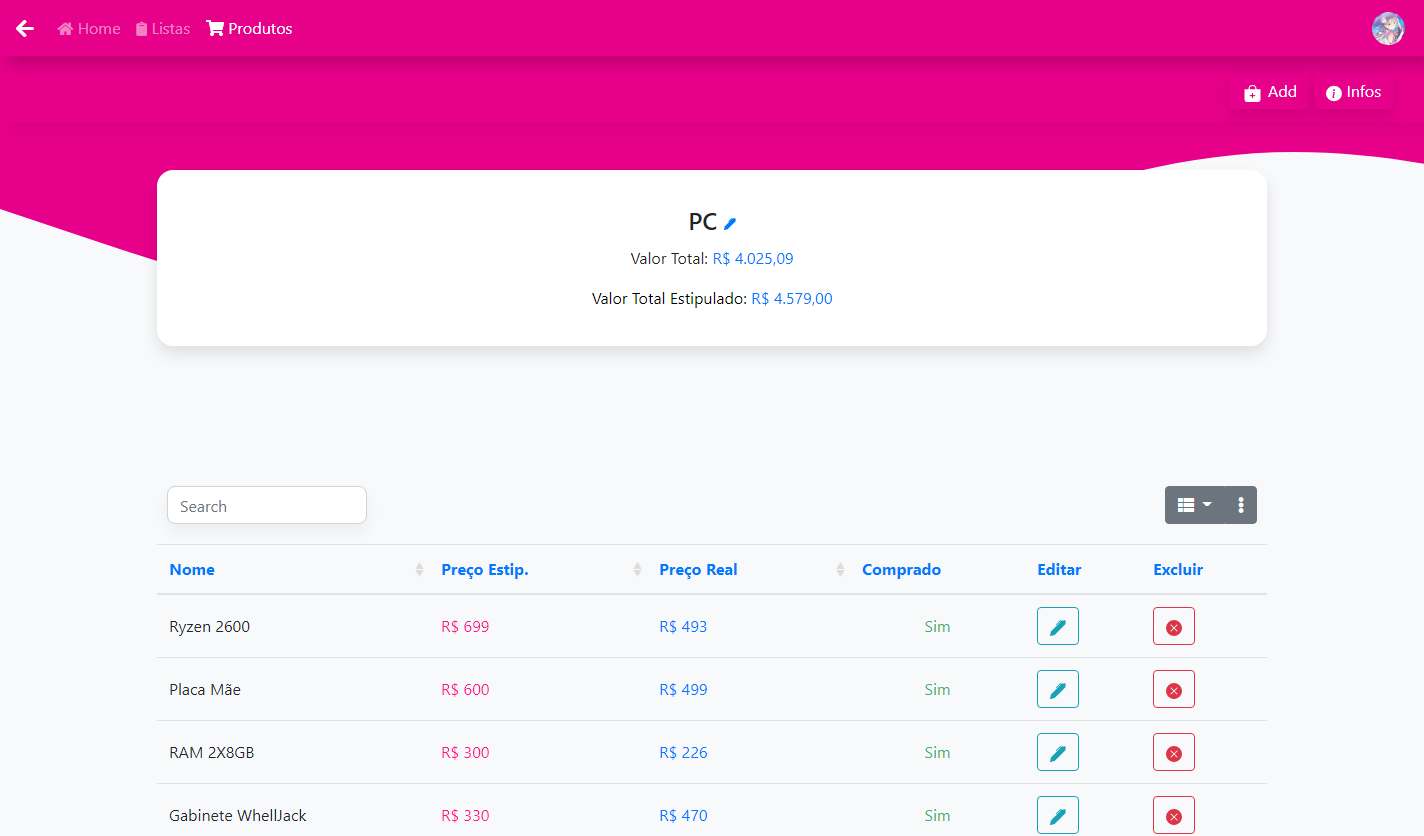 Home Listas Produtos
Add Infos
PC
Valor Total: R$ 4.025,09
Valor Total Estipulado: R$ 4.579,00
Search
Nome Preço Estip. Preço Real Comprado Editar Excluir
Ryzen 2600 R$ 699 R$ 493 Sim
Placa Mãe R$ 600 R$ 499 Sim
RAM 2X8GB R$ 300 R$ 226 Sim
Gabinete WhellJack R$ 330 R$ 470 Sim